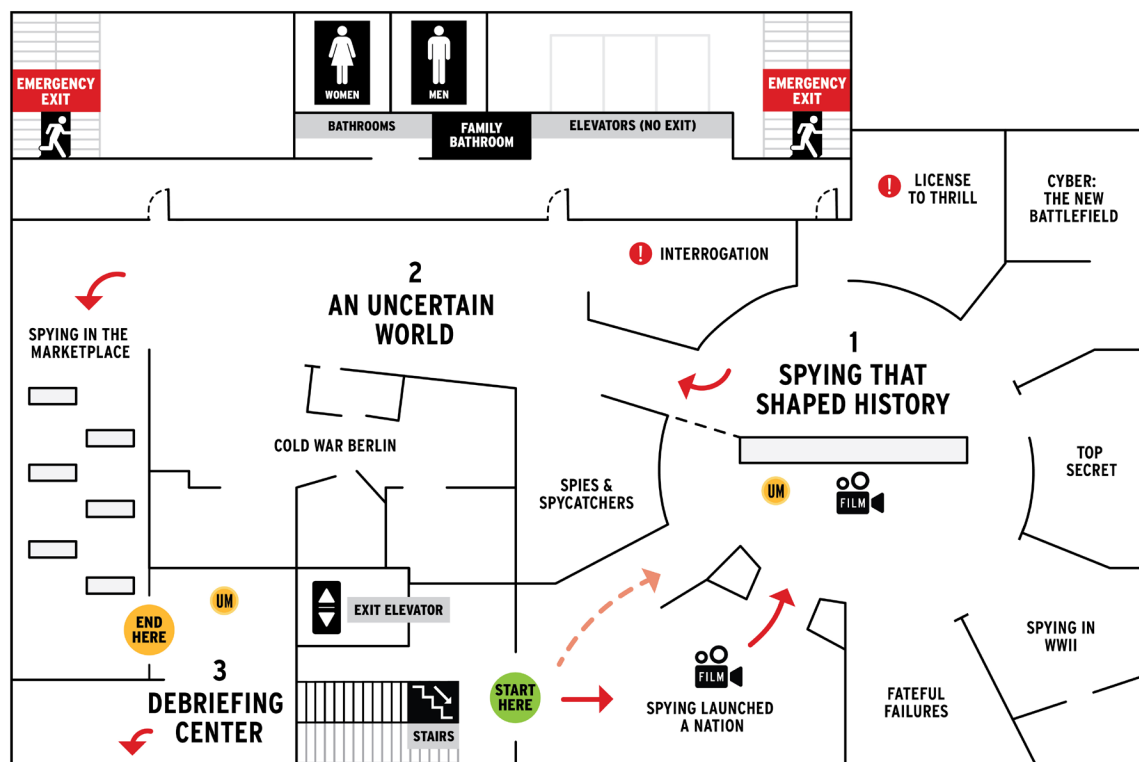 EMERGENCY
EXIT
WOMEN
MEN
BATHROOMS
FAMILY
BATHROOM
ELEVATORS (NO EXIT)
EMERGENCY
EXIT
! LICENSE
TO THRILL
CYBER:
THE NEW
BATTLEFIELD
! INTERROGATION
2
AN UNCERTAIN
WORLD
SPYING IN THE
MARKETPLACE
1
SPYING THAT
SHAPED HISTORY
COLD WAR BERLIN
SPIES &
SPYCATCHERS
UM
FILM
TOP
SECRET
UM
END
HERE
EXIT ELEVATOR
3
DEBRIEFING
CENTER
START
HERE
STAIRS
FILM
SPYING LAUNCHED
A NATION
FATEFUL
FAILURES
SPYING IN
WWII